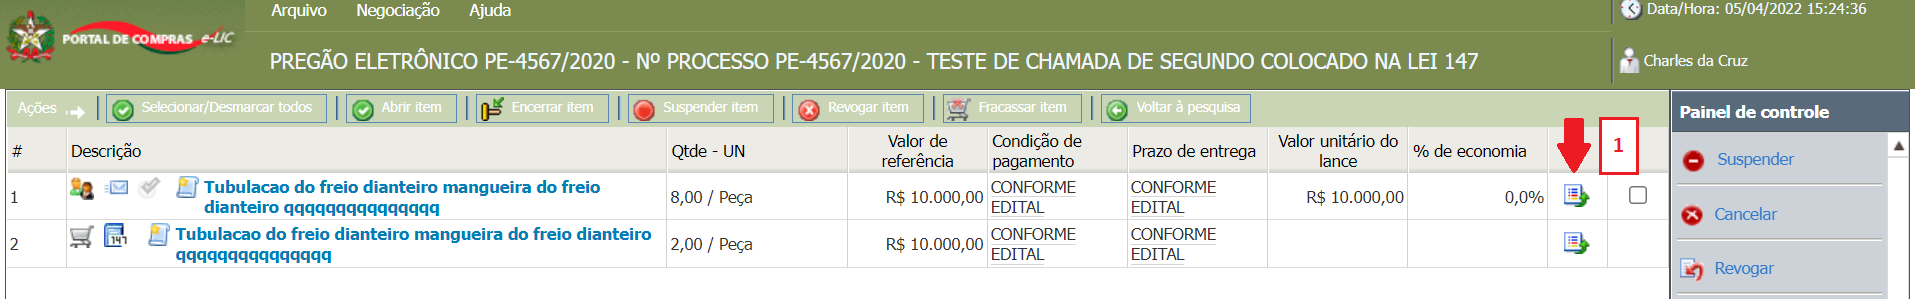 Arquivo Negociação Ajuda
Data/Hora: 05/04/2022 15:24:36
PORTAL DE COMPRAS e-LIC
PREGÃO ELETRÔNICO PE-4567/2020 - Nº PROCESSO PE-4567/2020 - TESTE DE CHAMADA DE SEGUNDO COLOCADO NA LEI 147
Charles da Cruz
Ações Selecionar/Desmarcar todos Abrir item Encerrar item Suspender item Revogar item Fracassar item Voltar à pesquisa
Painel de controle
# Descrição Qtde - UN Valor de referência Condição de pagamento Prazo de entrega Valor unitário do lance % de economia 1
Suspender
1 Tubulacao do freio dianteiro mangueira do freio 8,00 / Peça R$ 10.000,00 CONFORME EDITAL CONFORME EDITAL R$ 10.000,00 0,0%
dianteiro qqqqqqqqqqqqqqq
Cancelar
2 147 Tubulacao do freio dianteiro mangueira do freio dianteiro 2,00 / Peça R$ 10.000,00 CONFORME EDITAL CONFORME EDITAL
qqqqqqqqqqqqqqq
Revogar